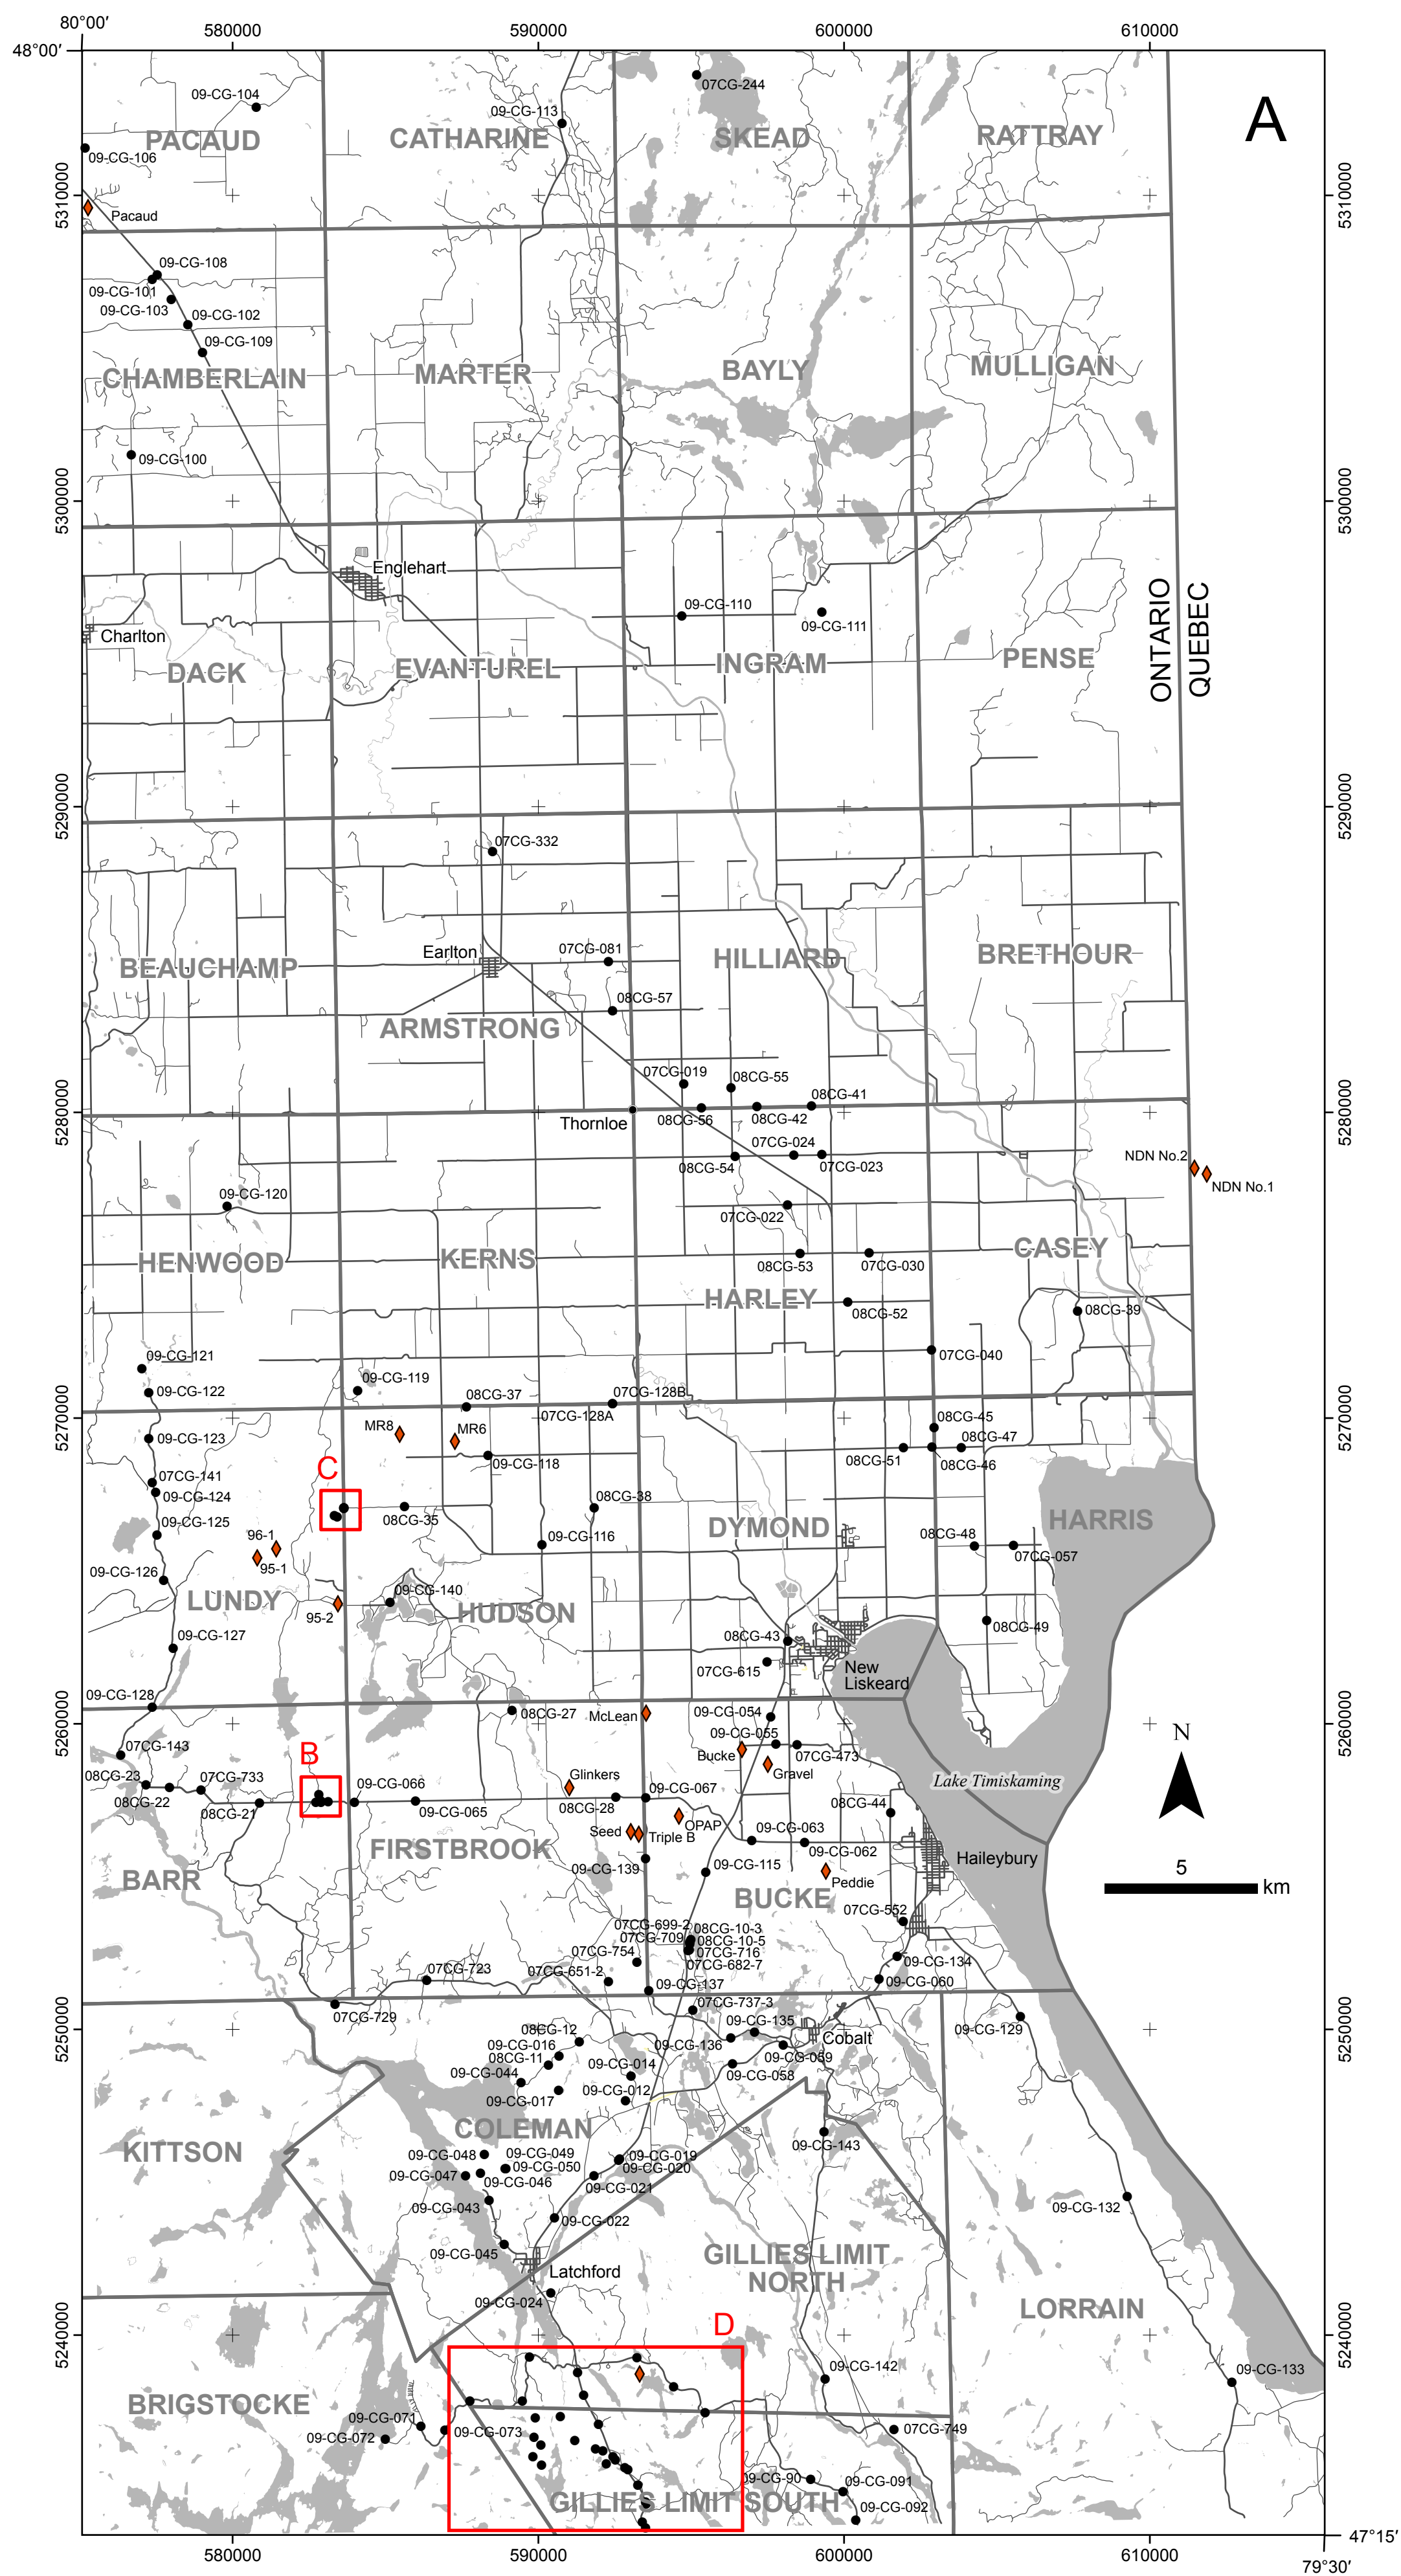 80°00′
580000
590000
600000
610000
48°00′
A
09-CG-104
09-CG-113
07CG-244
PACAUD
CATHARINE
SKEAD
RATTRAY
09-CG-106
5310000
5310000
Pacaud
09-CG-108
09-CG-101
09-CG-103
09-CG-102
09-CG-109
CHAMBERLAIN
MARTER
BAYLY
MULLIGAN
09-CG-100
5300000
5300000
Englehart
ONTARIO
QUEBEC
09-CG-110
09-CG-111
Charlton
DACK
EVANTUREL
INGRAM
PENSE
5290000
5290000
07CG-332
07CG-081
Earlton
BEAUCHAMP
HILLIARD
BRETHOUR
08CG-57
ARMSTRONG
07CG-019
08CG-55
08CG-41
5280000
5280000
Thornloe
08CG-56
08CG-42
07CG-024
08CG-54
07CG-023
NDN No.2
NDN No.1
09-CG-120
07CG-022
HENWOOD
KERNS
CASEY
08CG-53
07CG-030
HARLEY
08CG-52
08CG-39
09-CG-121
07CG-040
09-CG-119
09-CG-122
08CG-37
07CG-128B
07CG-128A
5270000
5270000
MR8
MR6
08CG-45
08CG-47
09-CG-123
08CG-51
08CG-46
09-CG-118
C
07CG-141
09-CG-124
08CG-38
08CG-35
09-CG-125
DYMOND
HARRIS
96-1
95-1
09-CG-116
08CG-48
07CG-057
09-CG-126
LUNDY
09-CG-140
95-2
HUDSON
08CG-49
09-CG-127
08CG-43
07CG-615
New
Liskeard
09-CG-128
08CG-27
McLean
09-CG-054
5260000
5260000
N
07CG-143
09-CG-055
B
Bucke
07CG-473
Gravel
08CG-23
07CG-733
09-CG-066
Glinkers
09-CG-067
Lake Timiskaming
08CG-22
08CG-21
09-CG-065
08CG-28
08CG-44
OPAP
Seed
Triple B
09-CG-063
09-CG-062
FIRSTBROOK
Haileybury
5
km
BARR
09-CG-139
09-CG-115
Peddie
BUCKE
07CG-552
07CG-699-2
08CG-10-3
07CG-709
08CG-10-5
07CG-754
07CG-716
07CG-682-7
09-CG-134
07CG-723
07CG-651-2
09-CG-060
09-CG-137
07CG-729
07CG-737-3
5250000
5250000
09-CG-135
09-CG-129
08CG-12
Cobalt
09-CG-016
09-CG-136
08CG-11
09-CG-014
09-CG-059
09-CG-044
09-CG-058
09-CG-012
09-CG-017
COLEMAN
09-CG-143
KITTSON
09-CG-048
09-CG-049
09-CG-019
09-CG-050
09-CG-020
09-CG-047
09-CG-046
09-CG-021
09-CG-132
09-CG-043
09-CG-022
09-CG-045
GILLIES LIMIT
NORTH
Latchford
09-CG-024
LORRAIN
5240000
5240000
D
09-CG-142
09-CG-133
BRIGSTOCKE
09-CG-071
09-CG-072
09-CG-073
07CG-749
09-CG-90
09-CG-091
GILLIES LIMIT SOUTH
09-CG-092
47°15′
580000
590000
600000
610000
79°30′